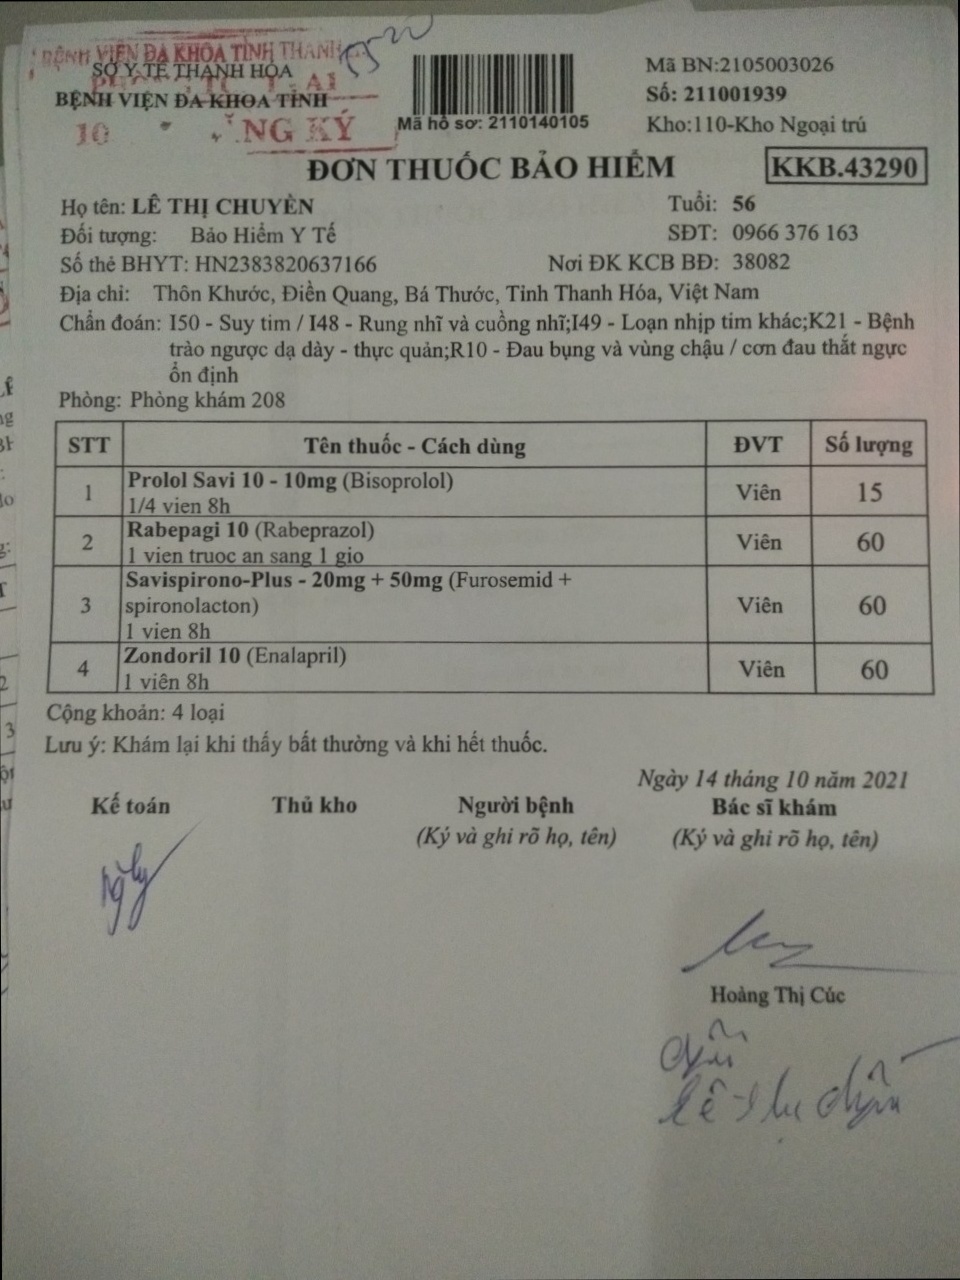 BỆNH VIỆN ĐA KHOA TỈNH THANH
SỞ Y TẾ THANH HÓA
BỆNH VIỆN ĐA KHOA TỈNH
10
NG KÝ
Mã hồ sơ: 2110140105
Mã BN:2105003026
Số: 211001939
Kho:110-Kho Ngoại trú
ĐƠN THUỐC BẢO HIỂM
KKB.43290
Họ tên: LÊ THỊ CHUYÊN Tuổi: 56
Đối tượng: Bảo Hiểm Y Tế SĐT: 0966 376 163
Số thẻ BHYT: HN2383820637166 Nơi ĐK KCB BĐ: 38082
Địa chỉ: Thôn Khước, Điền Quang, Bá Thước, Tỉnh Thanh Hóa, Việt Nam
Chẩn đoán: I50 - Suy tim / I48 - Rung nhĩ và cuồng nhĩ;I49 - Loạn nhịp tim khác;K21 - Bệnh
trào ngược dạ dày - thực quản;R10 - Đau bụng và vùng chậu / cơn đau thắt ngực
ổn định
Phòng: Phòng khám 208
STT Tên thuốc - Cách dùng ĐVT Số lượng
1 Prolol Savi 10 - 10mg (Bisoprolol) Viên 15
1/4 vien 8h
2 Rabepagi 10 (Rabeprazol) Viên 60
1 vien truoc an sang 1 gio
3 Savispirono-Plus - 20mg + 50mg (Furosemid +
spironolacton) Viên 60
1 vien 8h
4 Zondoril 10 (Enalapril) Viên 60
1 viên 8h
Cộng khoản: 4 loại
Lưu ý: Khám lại khi thấy bất thường và khi hết thuốc.
Ngày 14 tháng 10 năm 2021
Kế toán Thủ kho Người bệnh Bác sĩ khám
(Ký và ghi rõ họ, tên) (Ký và ghi rõ họ, tên)
Hoàng Thị Cúc